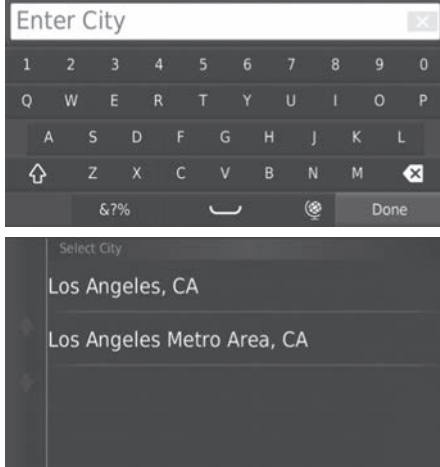 Enter City
1 2 3 4 5 6 7 8 9 0
Q W E R T Y U I O P
A S D F G H J K L
Z X C V B N M
&?% Done
Select City
Los Angeles, CA
Los Angeles Metro Area, CA